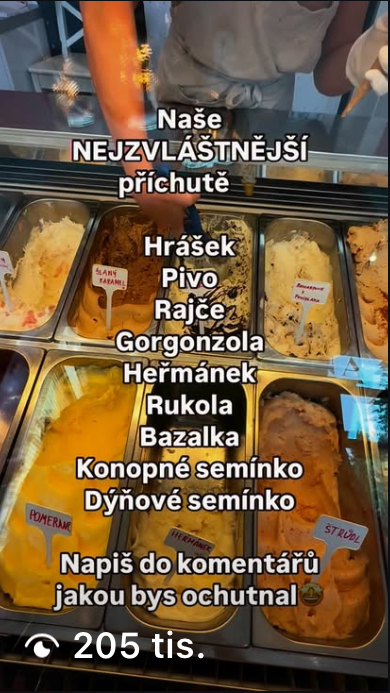 Naše
NEJZVLÁŠTNĚJŠÍ
příchutě
Hrášek
Pivo
Rajče
Gorgonzola
Heřmánek
Rukola
Bazalka
Konopné semínko
Dýňové semínko
Napiš do komentářů
jakou bys ochutnal
SLANÝ
KARAMEL
POMERANČ
HEŘMÁNEK
ŠTRŮDL
205 tis.